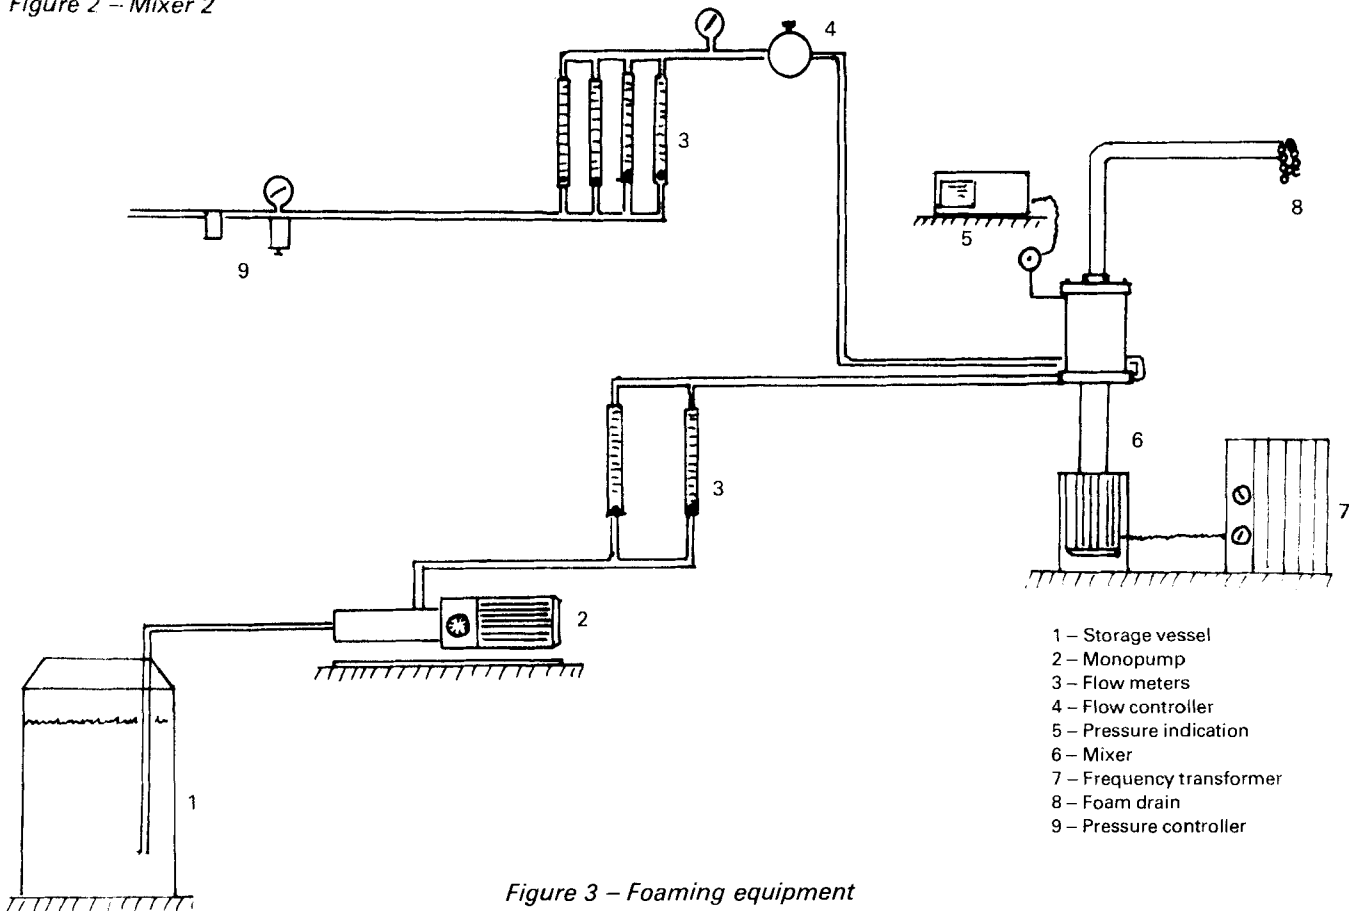 Figure 2 – Mixer 2
4
3
5
8
9
6
3
7
2
1
1 – Storage vessel
2 – Monopump
3 – Flow meters
4 – Flow controller
5 – Pressure indication
6 – Mixer
7 – Frequency transformer
8 – Foam drain
9 – Pressure controller
Figure 3 – Foaming equipment